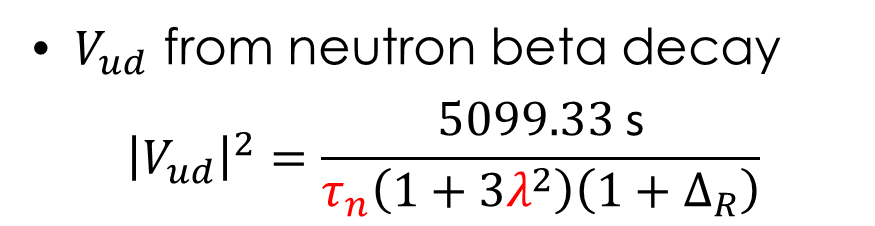 • V_ud from neutron beta decay
|V_ud|² = 5099.33 s / τ_n(1 + 3λ²)(1 + Δ_R)